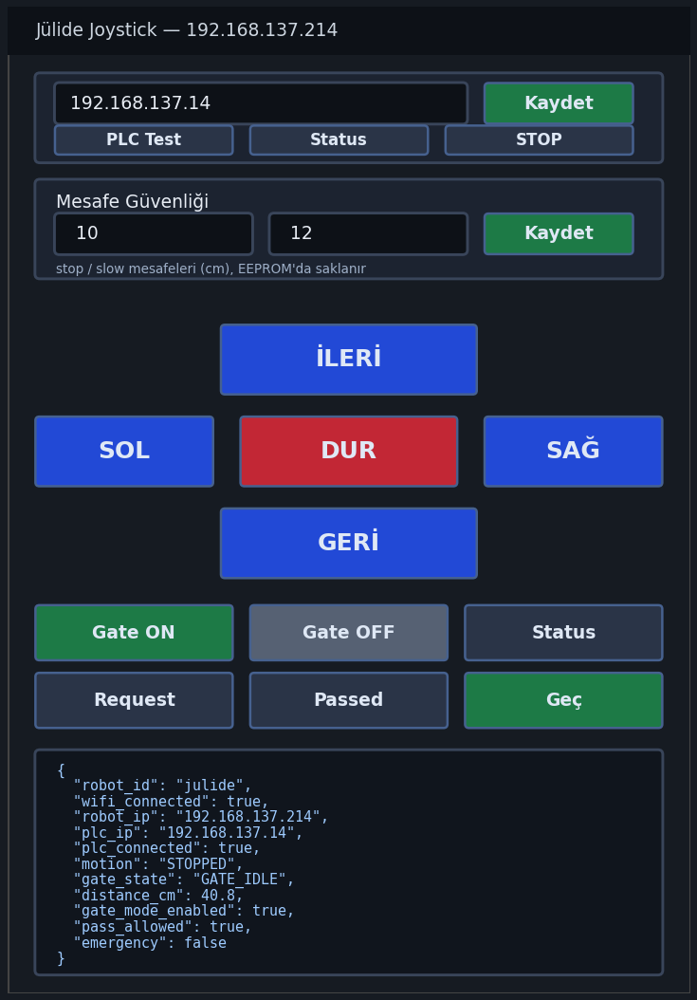 Jülide Joystick — 192.168.137.214
192.168.137.14 Kaydet
PLC Test Status STOP
Mesafe Güvenliği
10 12 Kaydet
stop / slow mesafeleri (cm), EEPROM'da saklanır
İLERİ
SOL DUR SAĞ
GERİ
Gate ON Gate OFF Status
Request Passed Geç
{
  "robot_id": "julide",
  "wifi_connected": true,
  "robot_ip": "192.168.137.214",
  "plc_ip": "192.168.137.14",
  "plc_connected": true,
  "motion": "STOPPED",
  "gate_state": "GATE_IDLE",
  "distance_cm": 40.8,
  "gate_mode_enabled": true,
  "pass_allowed": true,
  "emergency": false
}